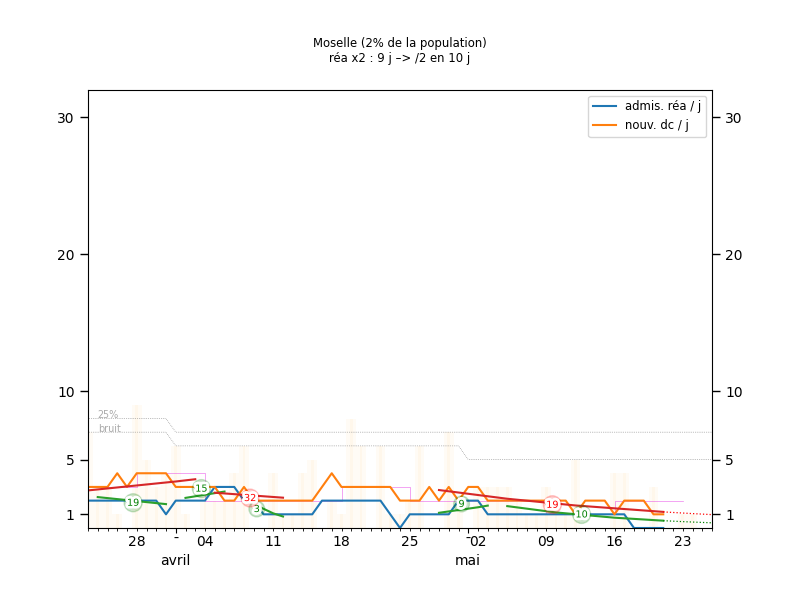 Moselle (2% de la population)
réa x2 : 9 j –> /2 en 10 j
admis. réa / j
nouv. dc / j
30 30
20 20
10 10
25%
bruit
5 5
15
32
19
9
19
3
10
1 1
28 04 11 18 25 02 09 16 23
avril mai